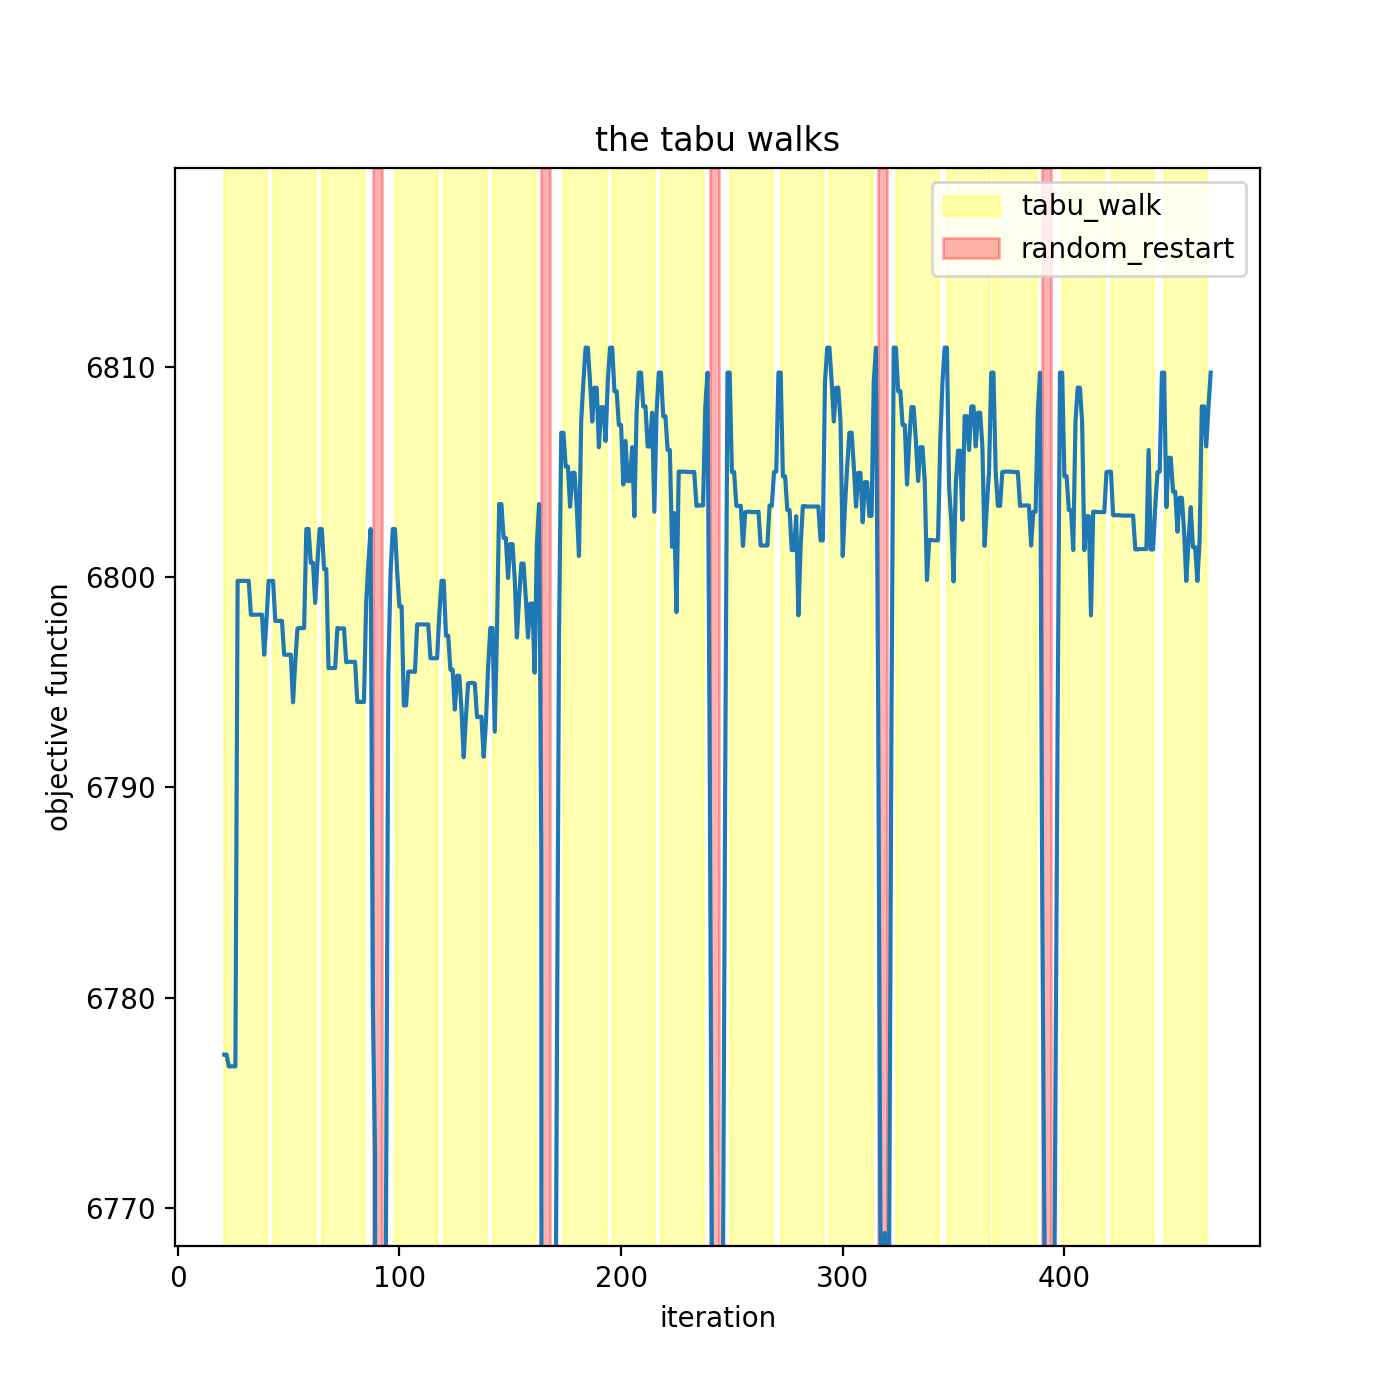 the tabu walks
tabu_walk
random_restart
6810
6800
6790
6780
6770
objective function
0 100 200 300 400
iteration